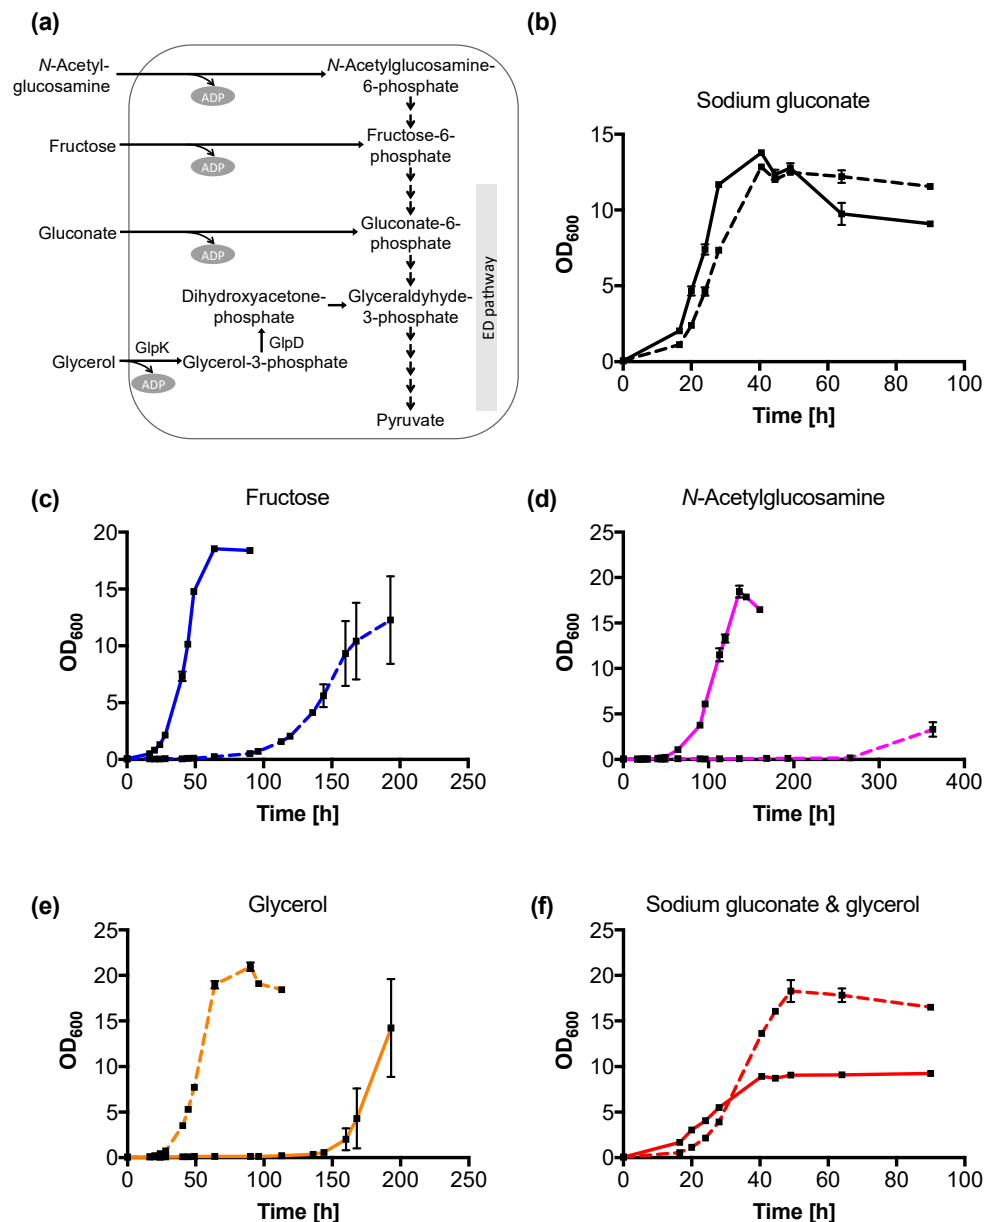 (a)
N-Acetyl-
glucosamine
ADP
N-Acetylglucosamine-
6-phosphate
Fructose
ADP
Fructose-6-
phosphate
Gluconate
ADP
Gluconate-6-
phosphate
Dihydroxyacetone-
phosphate
Glyceraldyhyde-
3-phosphate
GlpD
Glycerol
GlpK
ADP
Glycerol-3-phosphate
Pyruvate
ED pathway
(b)
Sodium gluconate
OD600
15
10
5
0
0 20 40 60 80 100
Time [h]
(c)
Fructose
OD600
20
15
10
5
0
0 50 100 150 200 250
Time [h]
(d)
N-Acetylglucosamine
OD600
25
20
15
10
5
0
0 100 200 300 400
Time [h]
(e)
Glycerol
OD600
25
20
15
10
5
0
0 50 100 150 200 250
Time [h]
(f)
Sodium gluconate & glycerol
OD600
25
20
15
10
5
0
0 20 40 60 80 100
Time [h]